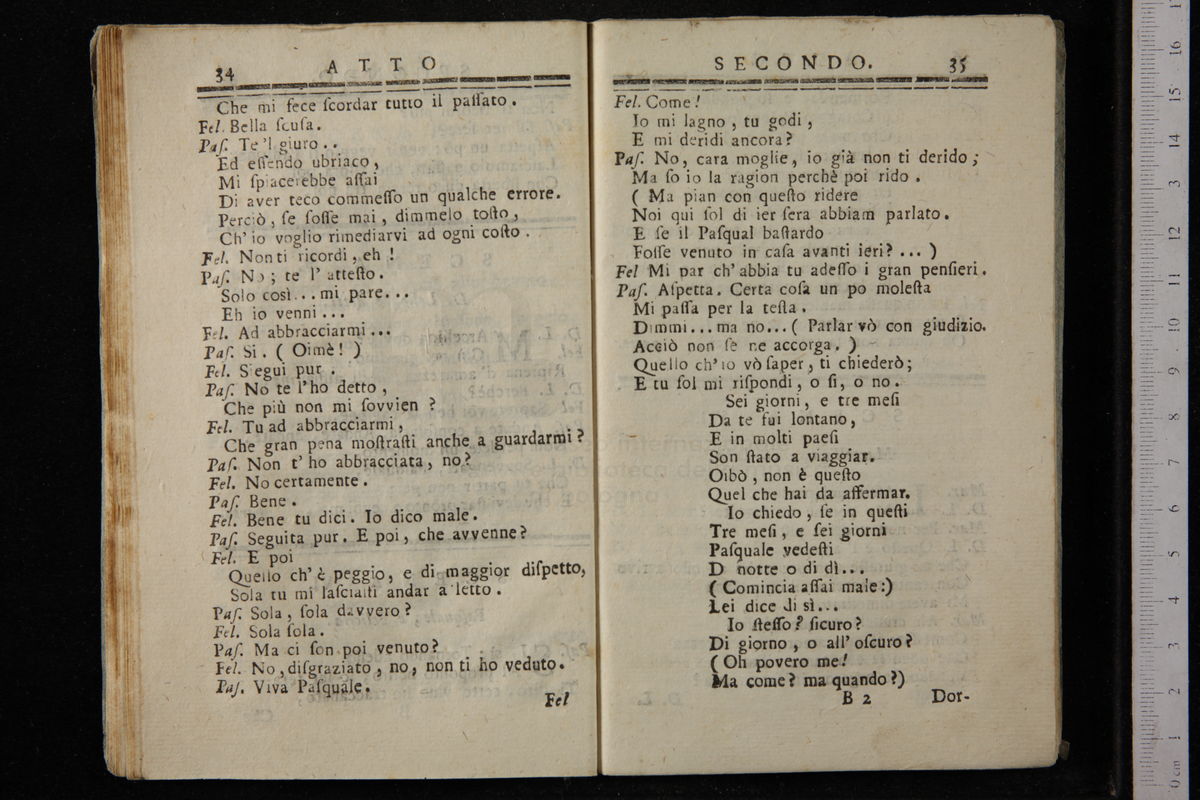 34 ATTO
Che mi fece ſcordar tutto il paſſato.
Fel. Bella ſcuſa.
Paſ. Te 'l giuro..
Ed eſſendo ubriaco,
Mi ſpiacerebbe aſſai
Di aver teco commeſſo un qualche errore.
Perciò, ſe foſſe mai, dimmelo toſto,
Ch' io voglio rimediarvi ad ogni coſto.
Fel. Non ti ricordi, eh!
Paſ. No; te l' atteſto.
Solo così... mi pare...
Eh io venni...
Fel. Ad abbracciarmi...
Paſ. Si. ( Oimè! )
Fel. Siegui pur.
Paſ. No te l'ho detto,
Che più non mi ſovvien?
Fel. Tu ad abbracciarmi,
Che gran pena moſtraſti anche a guardarmi?
Paſ. Non t' ho abbracciata, no?
Fel. No certamente.
Paſ. Bene.
Fel. Bene tu dici. Io dico male.
Paſ. Seguita pur. E poi, che avvenne?
Fel. E poi
Quello ch' è peggio, e di maggior diſpetto,
Sola tu mi laſciaſti andar a letto.
Paſ. Sola, ſola davvero?
Fel. Sola ſola.
Paſ. Ma ci ſon poi venuto?
Fel. No, diſgraziato, no, non ti ho veduto.
Paſ. Viva Paſquale.
Fel
SECONDO. 35
Fel. Come!
Io mi lagno, tu godi,
E mi deridi ancora?
Paſ. No, cara moglie, io già non ti derido;
Ma ſo io la ragion perchè poi rido.
( Ma pian con queſto ridere
Noi qui ſol di ier ſera abbiam parlato.
E ſe il Paſqual baſtardo
Foſſe venuto in caſa avanti ieri?... )
Fel Mi par ch' abbia tu adeſſo i gran penſieri.
Paſ. Aſpetta. Certa coſa un po moleſta
Mi paſſa per la teſta.
Dimmi... ma no... ( Parlar vò con giudizio.
Acciò non ſe ne accorga. )
Quello ch' io vò ſaper, ti chiederò;
E tu ſol mi riſpondi, o ſi, o no.
Sei giorni, e tre meſi
Da te fui lontano,
E in molti paeſi
Son ſtato a viaggiar.
Oibò, non è queſto
Quel che hai da affermar.
Io chiedo, ſe in queſti
Tre meſi, e ſei giorni
Paſquale vedeſti
D notte o di dì...
( Comincia aſſai male:)
Lei dice di sì...
Io ſteſſo? ſicuro?
Di giorno, o all' oſcuro?
( Oh povero me!
Ma come? ma quando?)
B 2 Dor-